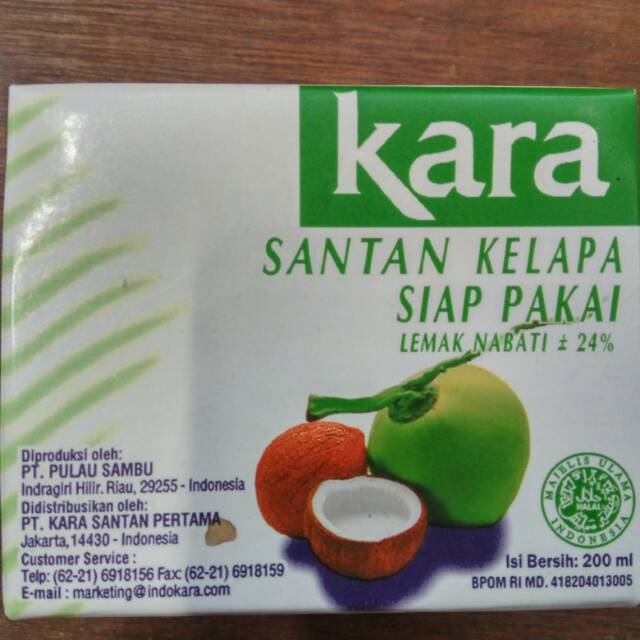 kara
SANTAN KELAPA
SIAP PAKAI
LEMAK NABATI ± 24%
Diproduksi oleh:
PT. PULAU SAMBU
Indragiri Hilir. Riau, 29255 - Indonesia
Didistribusikan oleh:
PT. KARA SANTAN PERTAMA
Jakarta,14430 - Indonesia
Customer Service :
Telp: (62-21) 6918156 Fax: (62-21) 6918159
E-mail : marketing@indokara.com
MAJELIS ULAMA
HALAL
INDONESIA
Isi Bersih: 200 ml
BPOM RI MD. 418204013005